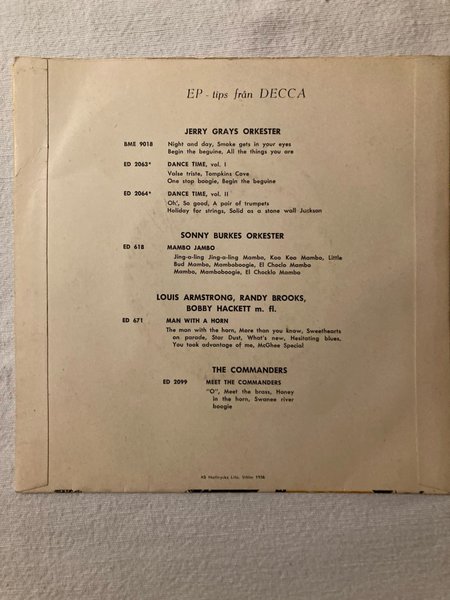 EP - tips från DECCA
JERRY GRAYS ORKESTER
BME 9018 Night and day, Smoke gets in your eyes
Begin the beguine, All the things you are
ED 2063* DANCE TIME, vol. I
Valse triste, Tompkins Cove
One stop boogie, Begin the beguine
ED 2064* DANCE TIME, vol. II
Oh', So good, A pair of trumpets
Holiday for strings, Solid as a stone wall Juckson
SONNY BURKES ORKESTER
ED 618 MAMBO JAMBO
Jing-a-ling Jing-a-ling Mambo, Koo Koo Mambo, Little
Bud Mambo, Mamboboogie, El Choclo Mambo
Mambo, Mamboboogie, El Chocklo Mambo
LOUIS ARMSTRONG, RANDY BROOKS,
BOBBY HACKETT m. fl.
ED 671 MAN WITH A HORN
The man with the horn, More than you know, Sweethearts
on parade, Star Dust, What's new, Hesitating blues,
You took advantage of me, McGhee Special
THE COMMANDERS
ED 2099 MEET THE COMMANDERS
"O", Meet the brass, Honey
in the horn, Swanee river
boogie
Lito.